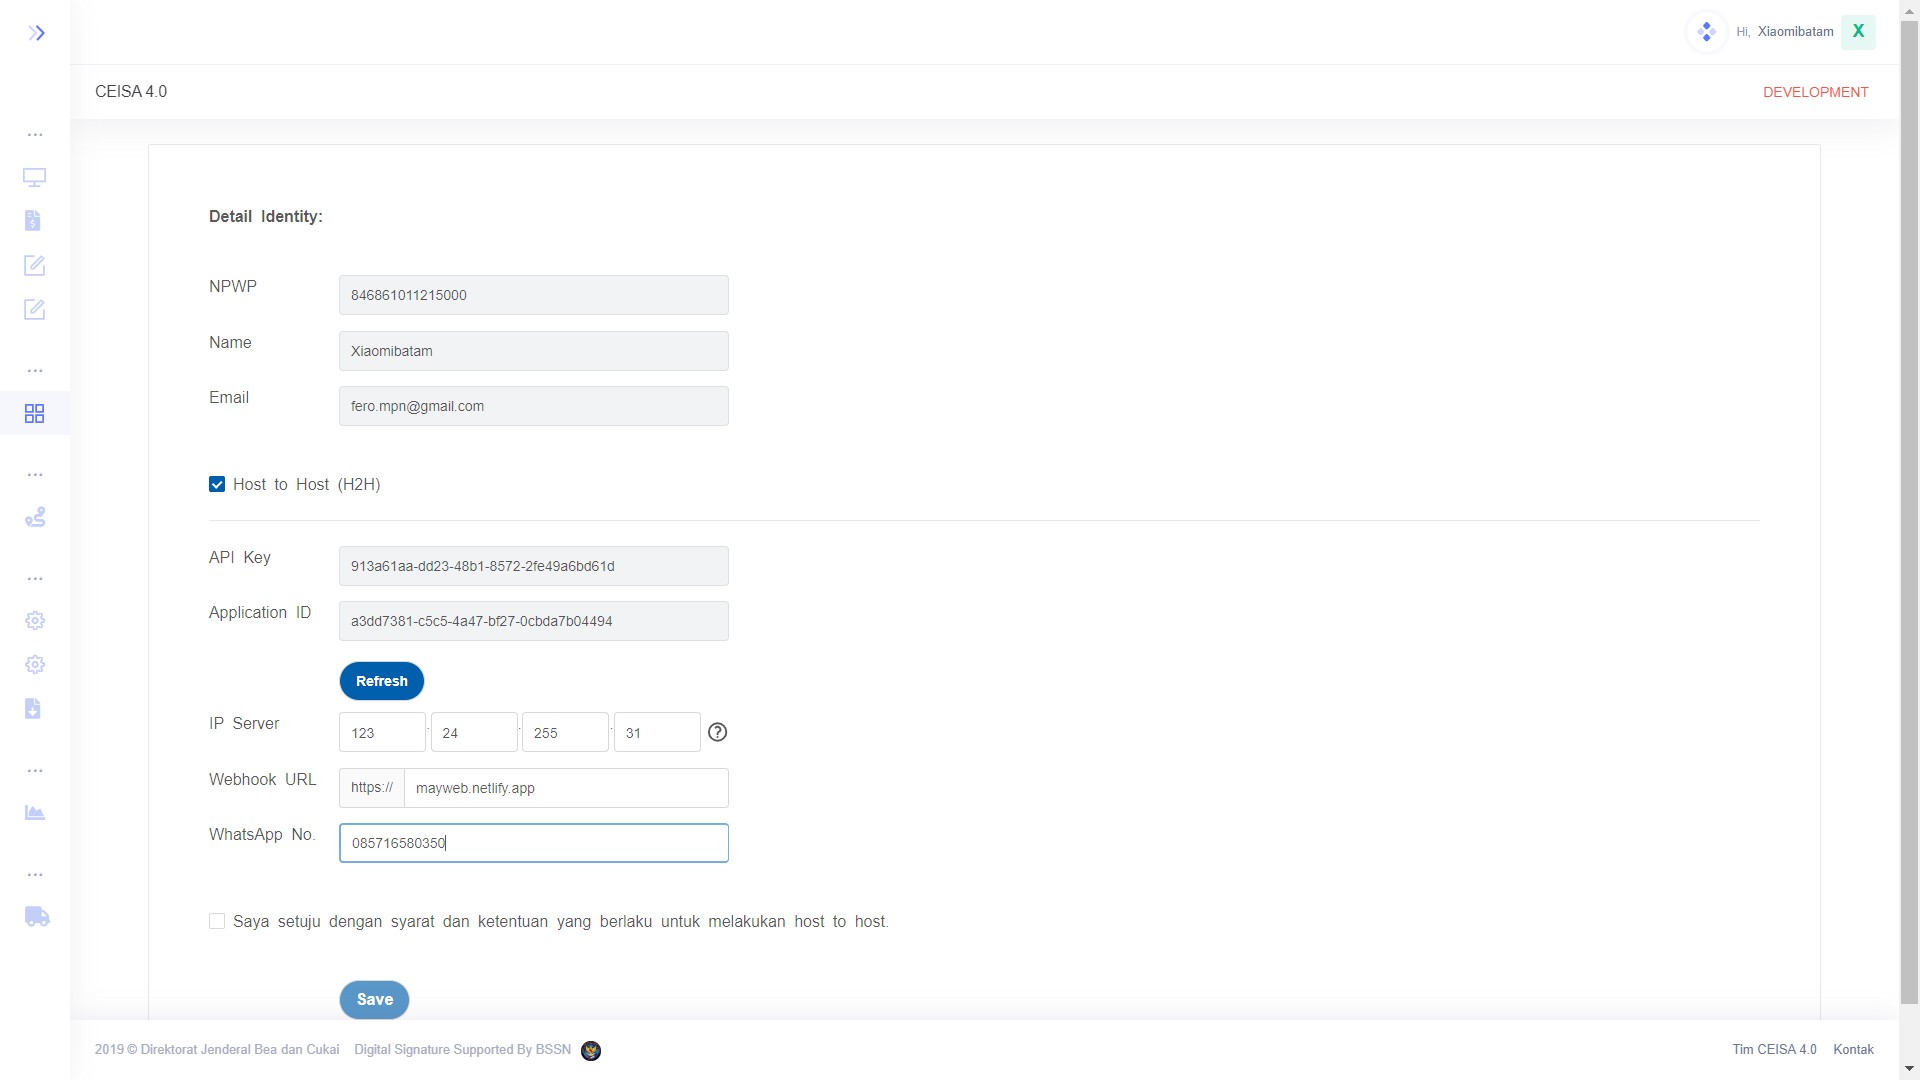 Hi, Xiaomibatam X
CEISA 4.0 DEVELOPMENT
...
...
...
...
...
...
Detail Identity:
NPWP 846861011215000
Name Xiaomibatam
Email fero.mpn@gmail.com
Host to Host (H2H)
API Key 913a61aa-dd23-48b1-8572-2fe49a6bd61d
Application ID a3dd7381-c5c5-4a47-bf27-0cbda7b04494
Refresh
IP Server 123 . 24 . 255 . 31 ?
Webhook URL https:// mayweb.netlify.app
WhatsApp No. 085716580350
Saya setuju dengan syarat dan ketentuan yang berlaku untuk melakukan host to host.
Save
2019 © Direktorat Jenderal Bea dan Cukai Digital Signature Supported By BSSN Tim CEISA 4.0 Kontak